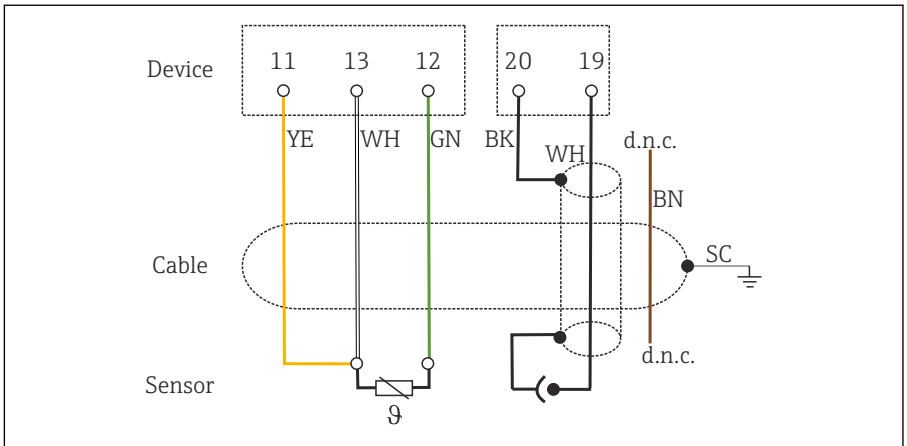 11 13 12 20 19
Device
YE WH GN BK WH d.n.c.
BN
SC
Cable
d.n.c.
Sensor
ϑ